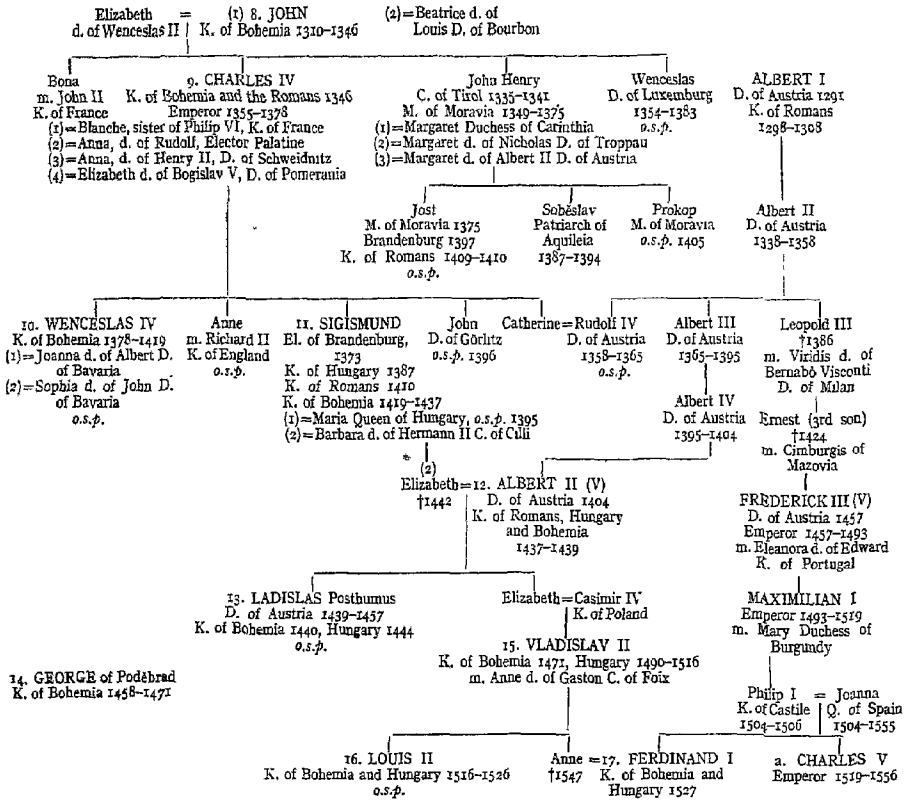 Elizabeth = (1) 8. JOHN (2)=Beatrice d. of
d. of Wenceslas II K. of Bohemia 1310–1346 Louis D. of Bourbon
Bona
m. John II
K. of France
9. CHARLES IV
K. of Bohemia and the Romans 1346
Emperor 1355–1378
(1)=Blanche, sister of Philip VI, K. of France
(2)=Anna, d. of Rudolf, Elector Palatine
(3)=Anna, d. of Henry II, D. of Schweidnitz
(4)=Elizabeth d. of Bogislav V, D. of Pomerania
John Henry
C. of Tirol 1335–1341
M. of Moravia 1349–1375
(1)=Margaret Duchess of Carinthia
(2)=Margaret d. of Nicholas D. of Troppau
(3)=Margaret d. of Albert II D. of Austria
Wenceslas
D. of Luxemburg
1354–1383
o.s.p.
ALBERT I
D. of Austria 1291
K. of Romans
1298–1308
Jost
M. of Moravia 1375
Brandenburg 1397
K. of Romans 1409–1410
o.s.p.
Soběslav
Patriarch of
Aquileia
1387–1394
Prokop
M. of Moravia
o.s.p. 1405
Albert II
D. of Austria
1338–1358
10. WENCESLAS IV
K. of Bohemia 1378–1419
(1)=Joanna d. of Albert D.
of Bavaria
(2)=Sophia d. of John D.
of Bavaria
o.s.p.
Anne
m. Richard II
K. of England
o.s.p.
11. SIGISMUND
El. of Brandenburg,
1373
K. of Hungary 1387
K. of Romans 1410
K. of Bohemia 1419–1437
(1)=Maria Queen of Hungary, o.s.p. 1395
(2)=Barbara d. of Hermann II C. of Cilli
John
D. of Görlitz
o.s.p. 1396
Catherine=Rudolf IV
D. of Austria
1358–1365
o.s.p.
Albert III
D. of Austria
1365–1395
Leopold III
†1386
m. Viridis d. of
Bernabò Visconti
D. of Milan
Albert IV
D. of Austria
1395–1404
Ernest (3rd son)
†1424
m. Cimburgis of
Mazovia
(2)
Elizabeth=12. ALBERT II (V)
†1442 D. of Austria 1404
K. of Romans, Hungary
and Bohemia
1437–1439
FREDERICK III (V)
D. of Austria 1457
Emperor 1457–1493
m. Eleanora d. of Edward
K. of Portugal
13. LADISLAS Posthumus
D. of Austria 1439–1457
K. of Bohemia 1440, Hungary 1444
o.s.p.
Elizabeth=Casimir IV
K. of Poland
MAXIMILIAN I
Emperor 1493–1519
m. Mary Duchess of
Burgundy
15. VLADISLAV II
K. of Bohemia 1471, Hungary 1490–1516
m. Anne d. of Gaston C. of Foix
14. GEORGE of Poděbrad
K. of Bohemia 1458–1471
Philip I = Joanna
K. of Castile Q. of Spain
1504–1506 1504–1555
16. LOUIS II
K. of Bohemia and Hungary 1516–1526
o.s.p.
Anne = 17. FERDINAND I
†1547 K. of Bohemia and
Hungary 1527
a. CHARLES V
Emperor 1519–1556